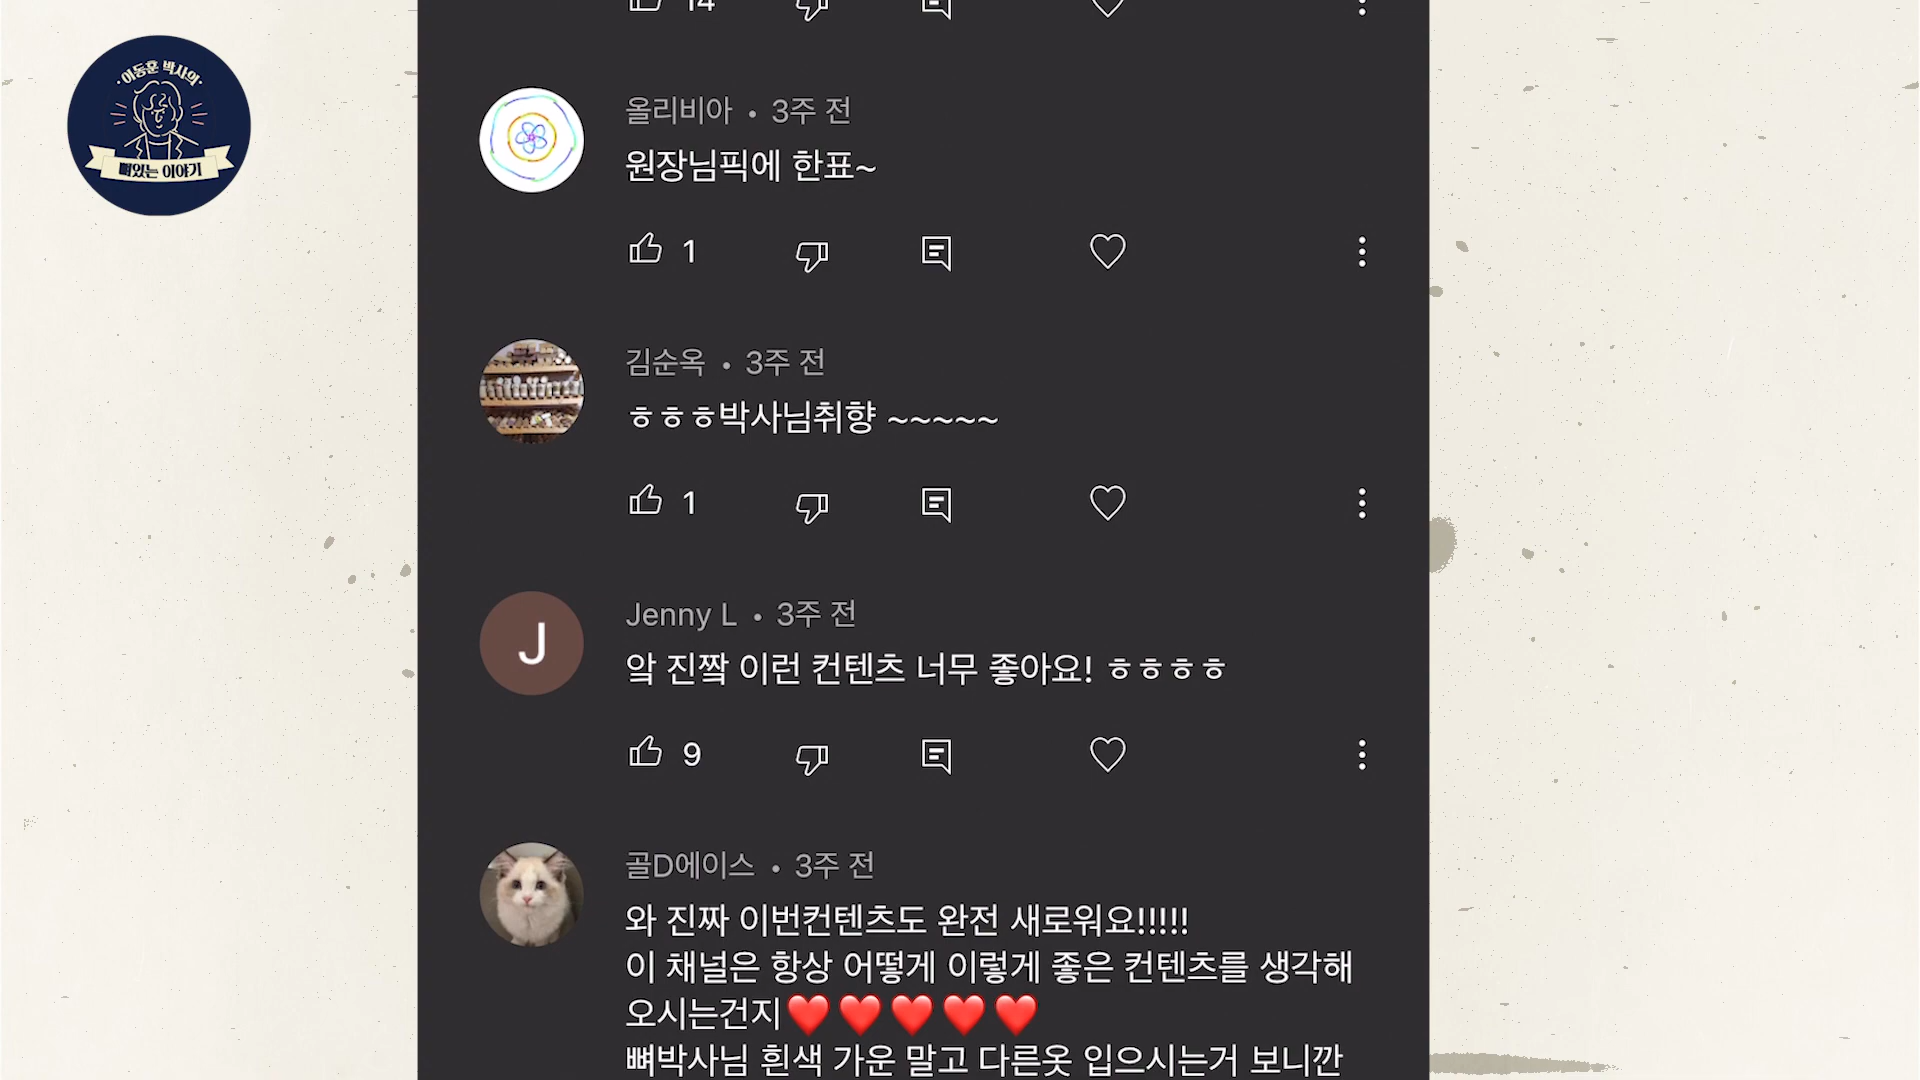 ·이동훈 박사의·
뼈있는 이야기
14
올리비아 • 3주 전
원장님픽에 한표~
1
김순옥 • 3주 전
ㅎㅎㅎ박사님취향 ~~~~~
1
J
Jenny L • 3주 전
앜 진짴 이런 컨텐츠 너무 좋아요! ㅎㅎㅎㅎ
9
골D에이스 • 3주 전
와 진짜 이번컨텐츠도 완전 새로워요!!!!!
이 채널은 항상 어떻게 이렇게 좋은 컨텐츠를 생각해
오시는건지❤️❤️❤️❤️❤️
뼈박사님 흰색 가운 말고 다른옷 입으시는거 보니깐